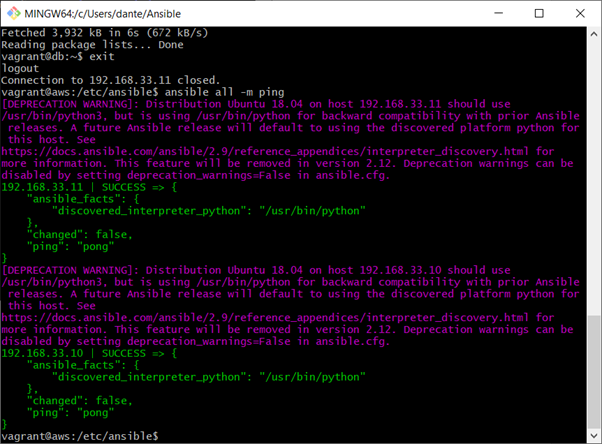 MINGW64:/c/Users/dante/Ansible
Fetched 3,932 kB in 6s (672 kB/s)
Reading package lists... Done
vagrant@db:~$ exit
logout
Connection to 192.168.33.11 closed.
vagrant@aws:/etc/ansible$ ansible all -m ping
[DEPRECATION WARNING]: Distribution Ubuntu 18.04 on host 192.168.33.11 should use
/usr/bin/python3, but is using /usr/bin/python for backward compatibility with prior Ansible
 releases. A future Ansible release will default to using the discovered platform python for
 this host. See
https://docs.ansible.com/ansible/2.9/reference_appendices/interpreter_discovery.html for
more information. This feature will be removed in version 2.12. Deprecation warnings can be
disabled by setting deprecation_warnings=False in ansible.cfg.
192.168.33.11 | SUCCESS => {
    "ansible_facts": {
        "discovered_interpreter_python": "/usr/bin/python"
    },
    "changed": false,
    "ping": "pong"
}
[DEPRECATION WARNING]: Distribution Ubuntu 18.04 on host 192.168.33.10 should use
/usr/bin/python3, but is using /usr/bin/python for backward compatibility with prior Ansible
 releases. A future Ansible release will default to using the discovered platform python for
 this host. See
https://docs.ansible.com/ansible/2.9/reference_appendices/interpreter_discovery.html for
more information. This feature will be removed in version 2.12. Deprecation warnings can be
disabled by setting deprecation_warnings=False in ansible.cfg.
192.168.33.10 | SUCCESS => {
    "ansible_facts": {
        "discovered_interpreter_python": "/usr/bin/python"
    },
    "changed": false,
    "ping": "pong"
}
vagrant@aws:/etc/ansible$